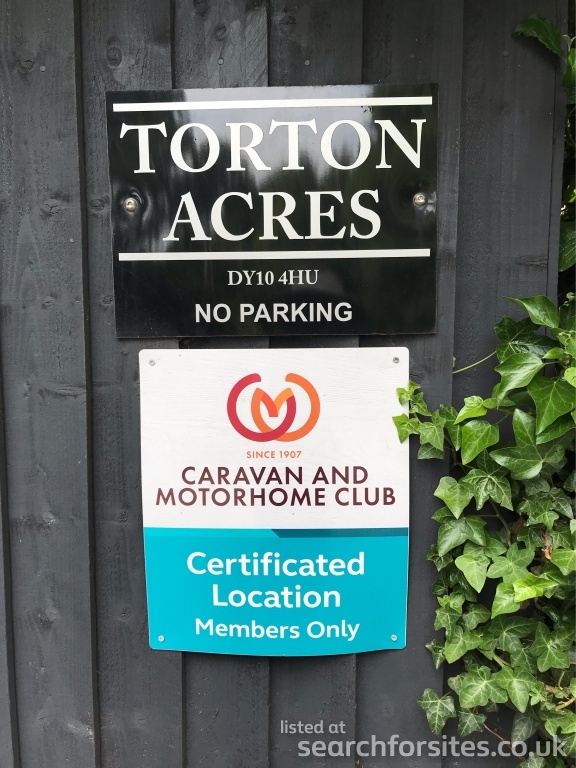 TORTON
ACRES
DY10 4HU
NO PARKING
SINCE 1907
CARAVAN AND
MOTORHOME CLUB
Certificated
Location
Members Only
listed at
searchforsites.co.uk